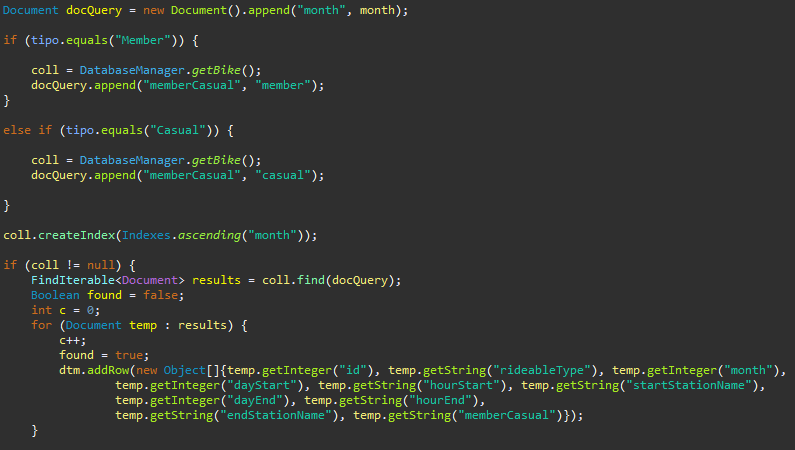 Document docQuery = new Document().append("month", month);
if (tipo.equals("Member")) {
coll = DatabaseManager.getBike();
docQuery.append("memberCasual", "member");
}
else if (tipo.equals("Casual")) {
coll = DatabaseManager.getBike();
docQuery.append("memberCasual", "casual");
}
coll.createIndex(Indexes.ascending("month"));
if (coll != null) {
FindIterable<Document> results = coll.find(docQuery);
Boolean found = false;
int c = 0;
for (Document temp : results) {
c++;
found = true;
dtm.addRow(new Object[]{temp.getInteger("id"), temp.getString("rideableType"), temp.getInteger("month"),
temp.getInteger("dayStart"), temp.getString("hourStart"), temp.getString("startStationName"),
temp.getInteger("dayEnd"), temp.getString("hourEnd"),
temp.getString("endStationName"), temp.getString("memberCasual")});
}